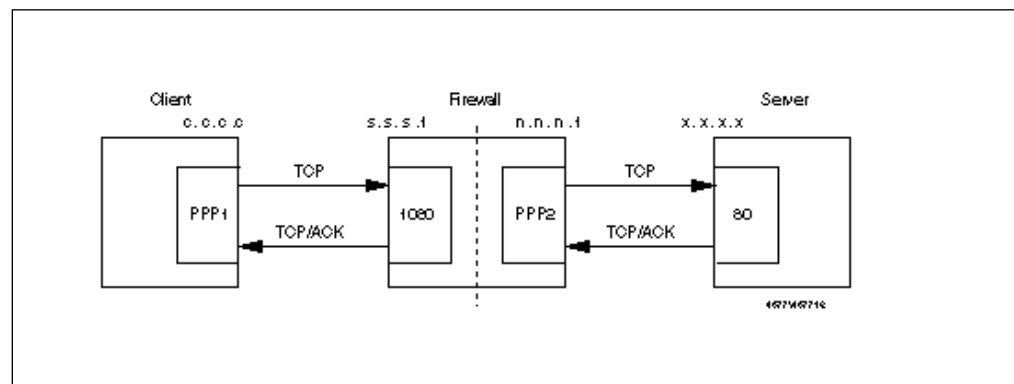 Client Firewall Server
c.c.c.c s.s.s.1 n.n.n.1 x.x.x.x
TCP TCP
PPP1 1080 PPP2 80
TCP/ACK TCP/ACK